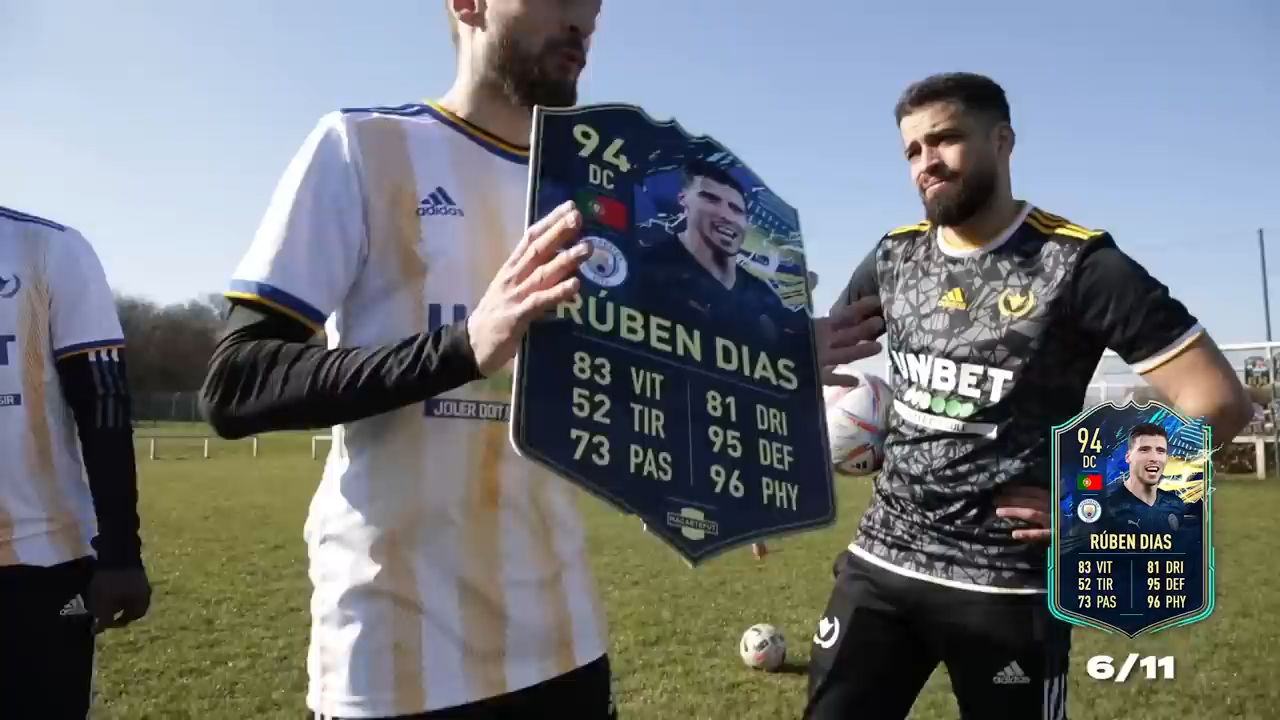 94
DC
RÚBEN DIAS
83 VIT
52 TIR
73 PAS
81 DRI
95 DEF
96 PHY
adidas
JOUER DOIT
adidas
UNBET
94
DC
RÚBEN DIAS
83 VIT
52 TIR
73 PAS
81 DRI
95 DEF
96 PHY
adidas
6/11